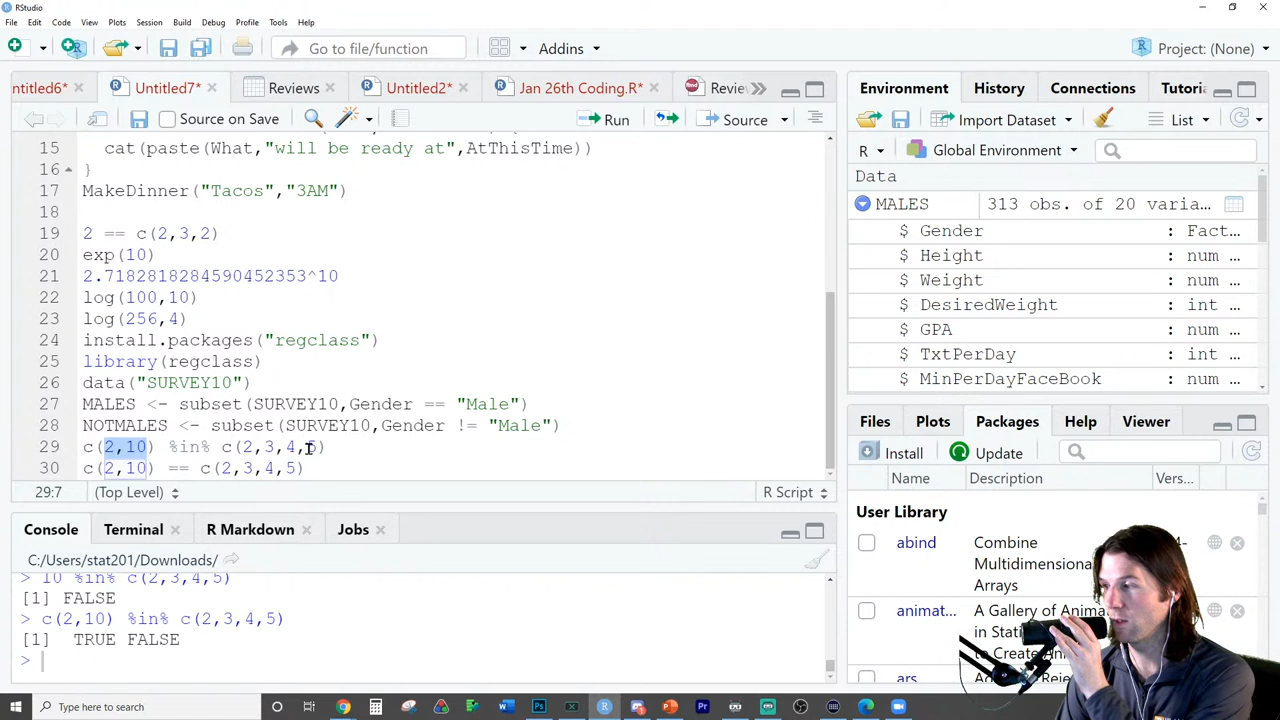 RStudio
File Edit Code View Plots Session Build Debug Profile Tools Help
Go to file/function Addins Project: (None)
ntitled6* Untitled7* Reviews Untitled2* Jan 26th Coding.R* Revie
Source on Save Run Source
15 cat(paste(What,"will be ready at",AtThisTime))
16 }
17 MakeDinner("Tacos","3AM")
18
19 2 == c(2,3,2)
20 exp(10)
21 2.7182818284590452353^10
22 log(100,10)
23 log(256,4)
24 install.packages("regclass")
25 library(regclass)
26 data("SURVEY10")
27 MALES <- subset(SURVEY10,Gender == "Male")
28 NOTMALES <- subset(SURVEY10,Gender != "Male")
29 c(2,10) %in% c(2,3,4,5)
30 c(2,10) == c(2,3,4,5)
29:7 (Top Level) R Script
Console Terminal R Markdown Jobs
C:/Users/stat201/Downloads/
> 10 %in% c(2,3,4,5)
[1] FALSE
> c(2,10) %in% c(2,3,4,5)
[1]  TRUE FALSE
>
Environment History Connections Tutori
Import Dataset List
R Global Environment
Data
MALES 313 obs. of 20 varia...
$ Gender : Fact...
$ Height : num ...
$ Weight : num ...
$ DesiredWeight : int ...
$ GPA : num ...
$ TxtPerDay : int ...
$ MinPerDayFaceBook : num ...
Files Plots Packages Help Viewer
Install Update
Name Description Vers...
User Library
abind Combine 4-
Multidimensional
Arrays
animat... A Gallery of Anima
in Stati
to Create An
ars
Type here to search